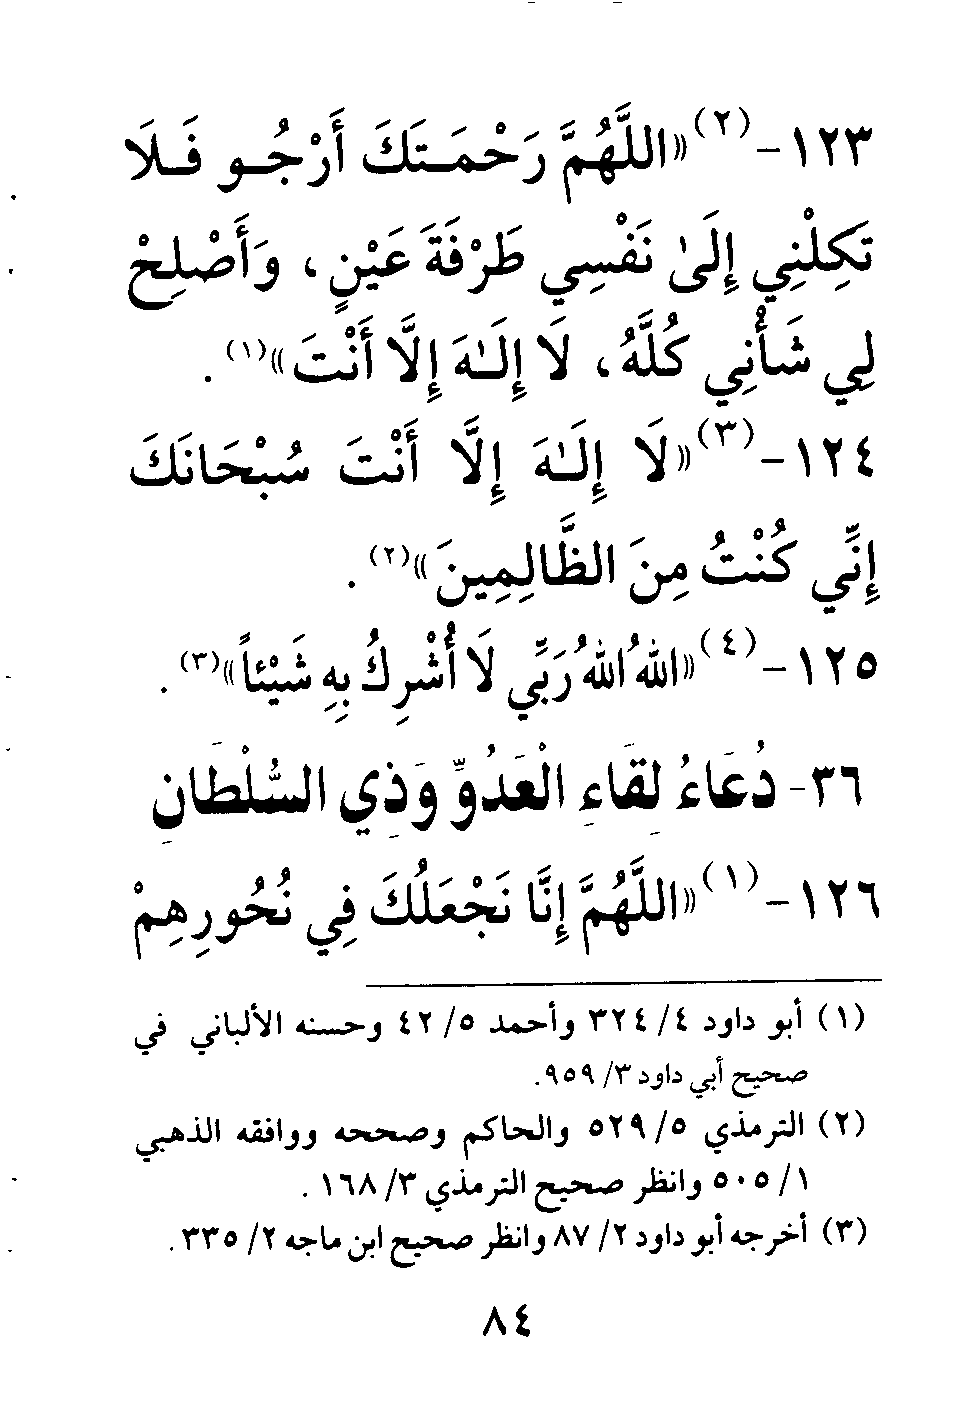 ١٢٣-(٢)«اللَّهُمَّ رَحْمَـتَكَ أَرْجُـو فَـلَا
تَكِلْنِي إِلَىٰ نَفْسِي طَرْفَةَ عَيْنٍ، وَأَصْلِحْ
لِي شَأْنِي كُلَّهُ، لَا إِلَـٰهَ إِلَّا أَنْتَ»(١).
١٢٤-(٣)«لَا إِلَـٰهَ إِلَّا أَنْتَ سُبْحَانَكَ
إِنِّي كُنْتُ مِنَ الظَّالِمِينَ»(٢).
١٢٥-(٤)«اللهُ اللهُ رَبِّي لَا أُشْرِكُ بِهِ شَيْئاً»(٣).
٣٦- دُعَاءُ لِقَاءِ الْعَدُوِّ وَذِي السُّلْطَانِ
١٢٦-(١)«اللَّهُمَّ إِنَّا نَجْعَلُكَ فِي نُحُورِهِمْ
(١) أبو داود ٤/ ٣٢٤ وأحمد ٥/ ٤٢ وحسنه الألباني في
صحيح أبي داود ٣/ ٩٥٩.
(٢) الترمذي ٥/ ٥٢٩ والحاكم وصححه ووافقه الذهبي
١/ ٥٠٥ وانظر صحيح الترمذي ٣/ ١٦٨.
(٣) أخرجه أبو داود ٢/ ٨٧ وانظر صحيح ابن ماجه ٢/ ٣٣٥.
٨٤